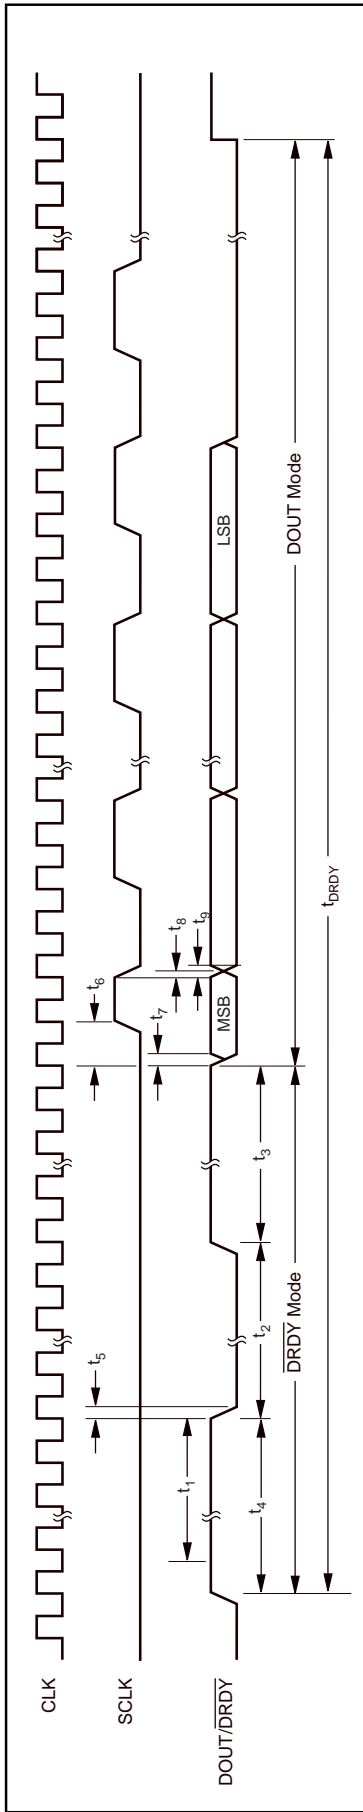 CLK
SCLK
DOUT/DRDY
t1
t2
t3
t4
t5
t6
t7
t8
t9
MSB
LSB
DRDY Mode
DOUT Mode
tDRDY